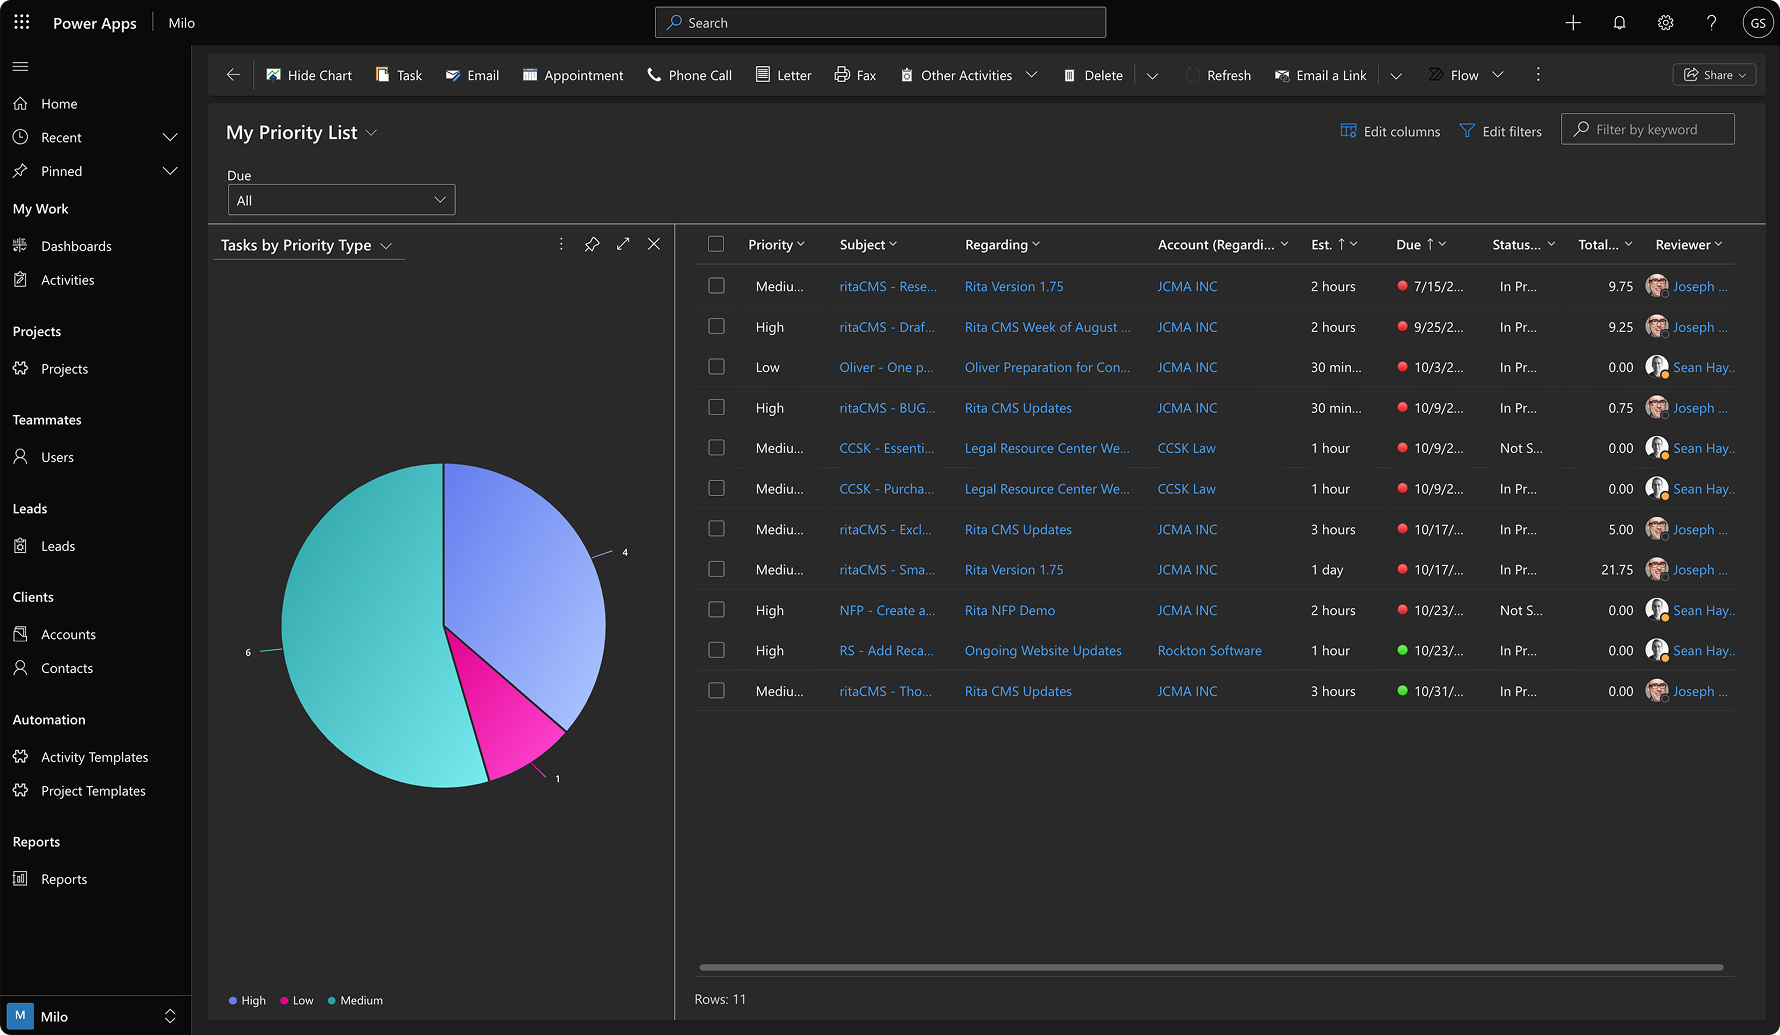 Power Apps
Milo
Search
GS
Hide Chart
Task
Email
Appointment
Phone Call
Letter
Fax
Other Activities
Delete
Refresh
Email a Link
Flow
Share
Home
Recent
Pinned
My Work
Dashboards
Activities
Projects
Projects
Teammates
Users
Leads
Leads
Clients
Accounts
Contacts
Automation
Activity Templates
Project Templates
Reports
Reports
M Milo
My Priority List
Edit columns
Edit filters
Filter by keyword
Due
All
Tasks by Priority Type
4
6
1
High Low Medium
Priority Subject Regarding Account (Regardi... Est. ↑ Due ↑ Status... Total... Reviewer
Mediu... ritaCMS - Rese... Rita Version 1.75 JCMA INC 2 hours 7/15/2... In Pr... 9.75 Joseph ...
High ritaCMS - Draf... Rita CMS Week of August ... JCMA INC 2 hours 9/25/2... In Pr... 9.25 Joseph ...
Low Oliver - One p... Oliver Preparation for Con... JCMA INC 30 min... 10/3/2... In Pr... 0.00 Sean Hay..
High ritaCMS - BUG... Rita CMS Updates JCMA INC 30 min... 10/9/2... In Pr... 0.75 Joseph ...
Mediu... CCSK - Essenti... Legal Resource Center We... CCSK Law 1 hour 10/9/2... Not S... 0.00 Sean Hay..
Mediu... CCSK - Purcha... Legal Resource Center We... CCSK Law 1 hour 10/9/2... In Pr... 0.00 Sean Hay..
Mediu... ritaCMS - Excl... Rita CMS Updates JCMA INC 3 hours 10/17/... In Pr... 5.00 Joseph ...
Mediu... ritaCMS - Sma... Rita Version 1.75 JCMA INC 1 day 10/17/... In Pr... 21.75 Joseph ...
High NFP - Create a... Rita NFP Demo JCMA INC 2 hours 10/23/... Not S... 0.00 Sean Hay..
High RS - Add Reca... Ongoing Website Updates Rockton Software 1 hour 10/23/... In Pr... 0.00 Sean Hay..
Mediu... ritaCMS - Tho... Rita CMS Updates JCMA INC 3 hours 10/31/... In Pr... 0.00 Joseph ...
Rows: 11